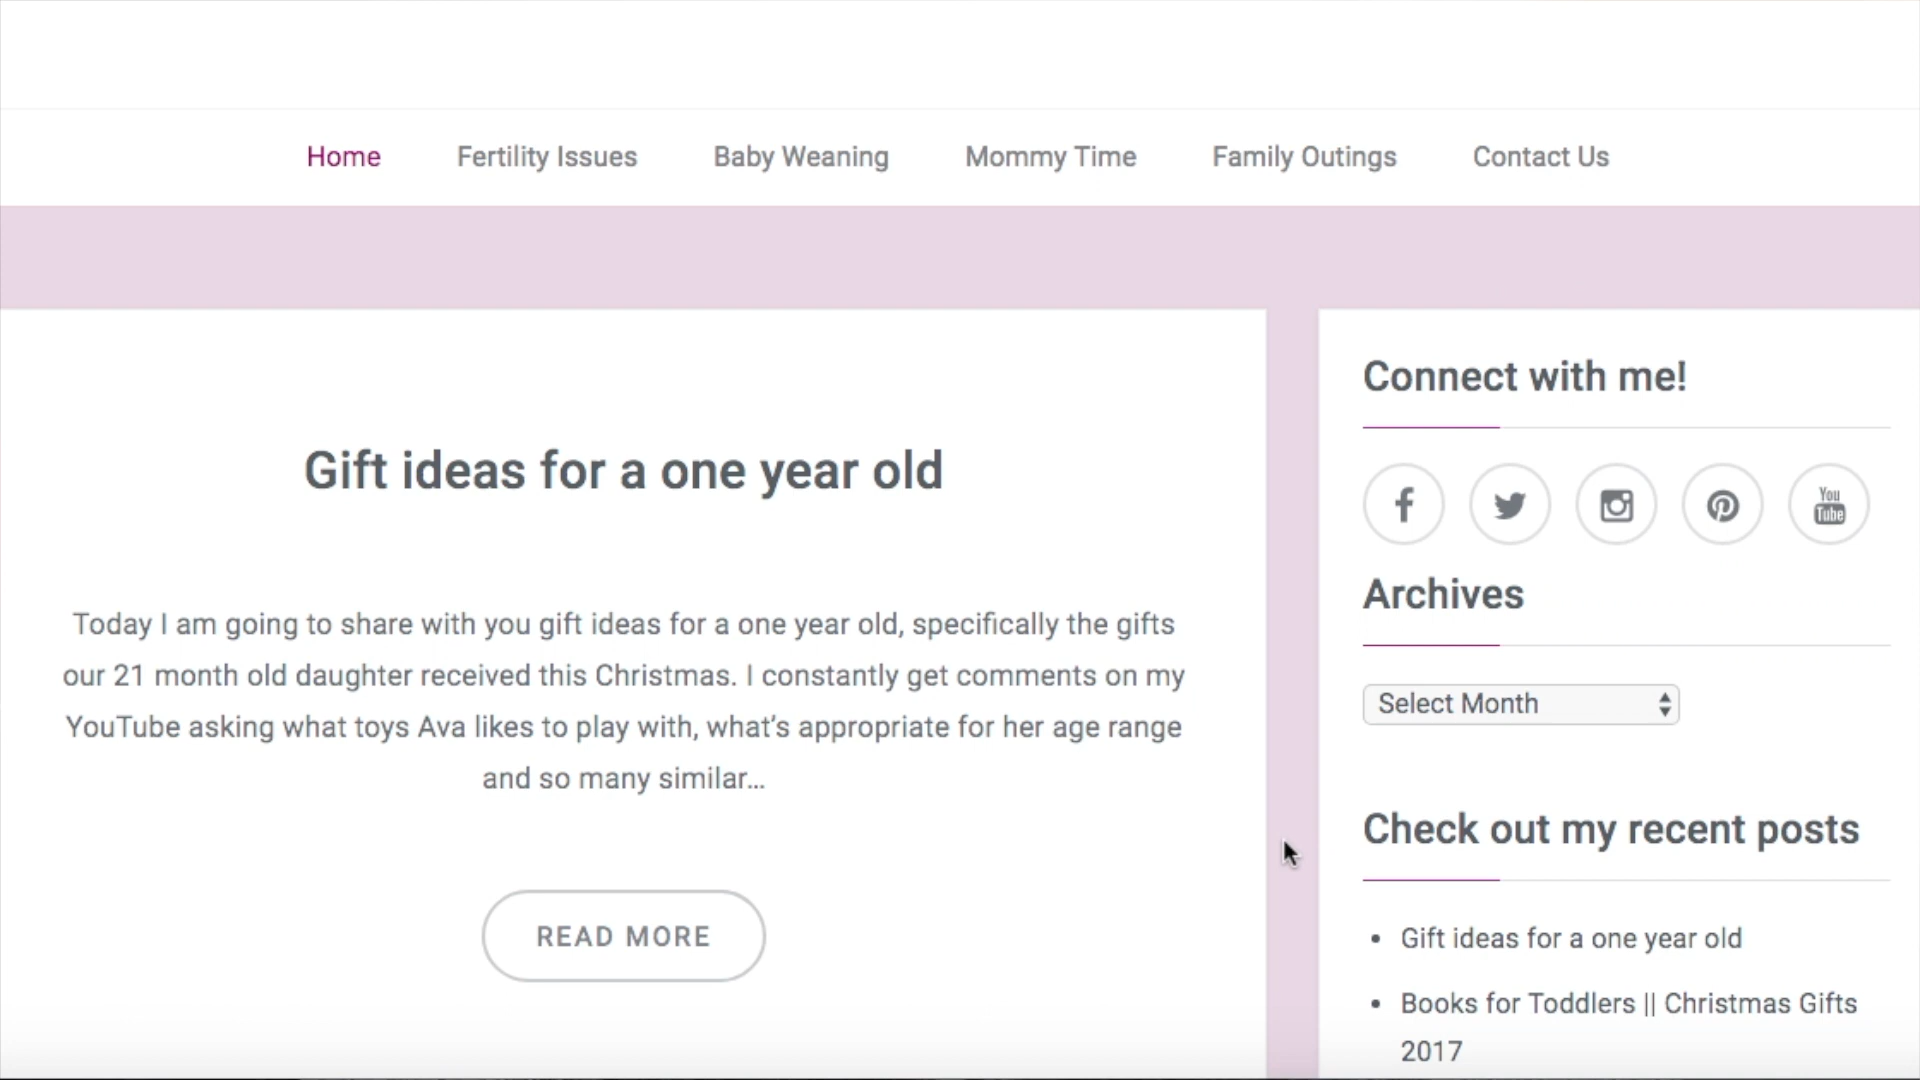 Home Fertility Issues Baby Weaning Mommy Time Family Outings Contact Us
Gift ideas for a one year old
Today I am going to share with you gift ideas for a one year old, specifically the gifts
our 21 month old daughter received this Christmas. I constantly get comments on my
YouTube asking what toys Ava likes to play with, what’s appropriate for her age range
and so many similar…
READ MORE
Connect with me!
You
Tube
Archives
Select Month
Check out my recent posts
• Gift ideas for a one year old
• Books for Toddlers || Christmas Gifts
2017